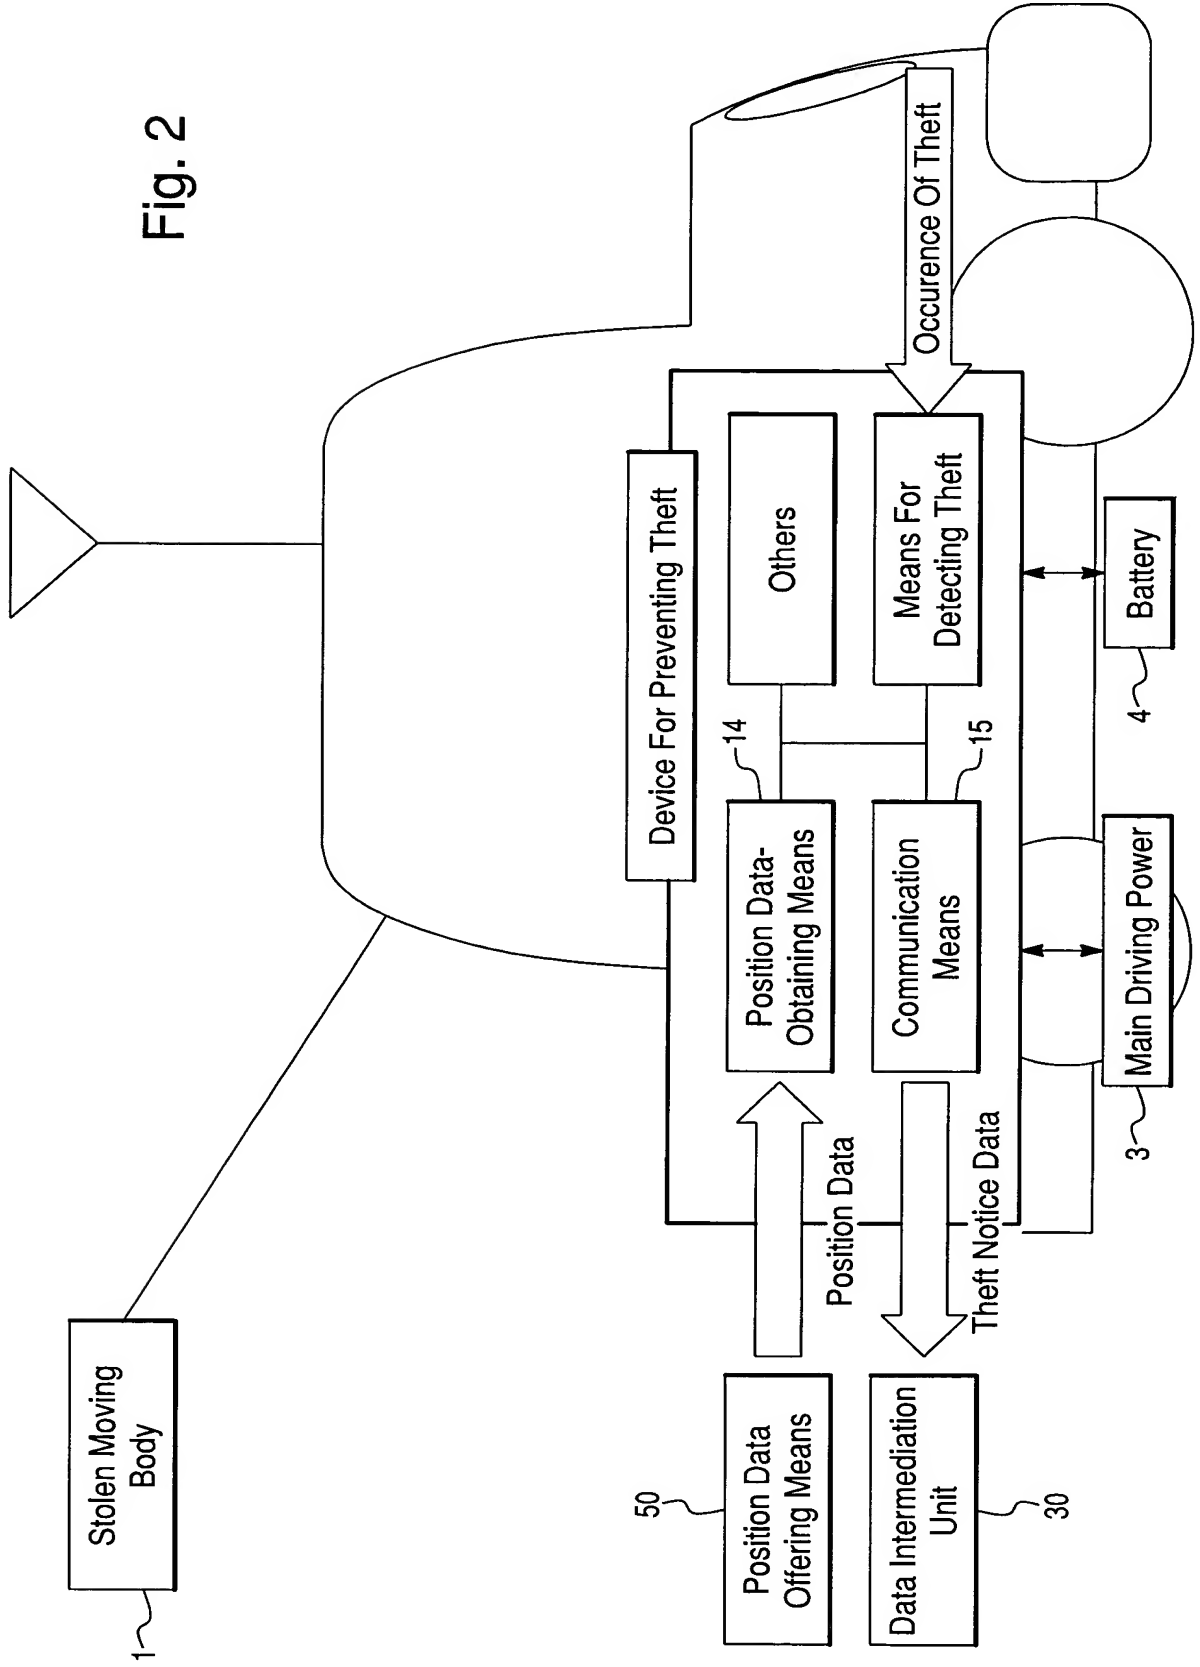 Fig. 2
Stolen Moving
Body
1
Device For Preventing Theft
50
Position Data
Offering Means
Position Data
14
Position Data-
Obtaining Means
Others
Data Intermediation
Unit
30
Theft Notice Data
Communication
Means
15
Means For
Detecting Theft
Occurence Of Theft
3
Main Driving Power
4
Battery